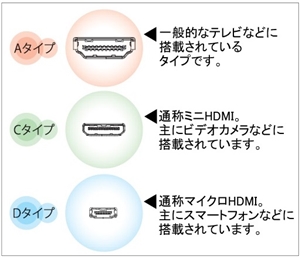 Aタイプ
一般的なテレビなどに
搭載されている
タイプです。
Cタイプ
通称ミニHDMI。
主にビデオカメラなどに
搭載されています。
Dタイプ
通称マイクロHDMI。
主にスマートフォンなどに
搭載されています。